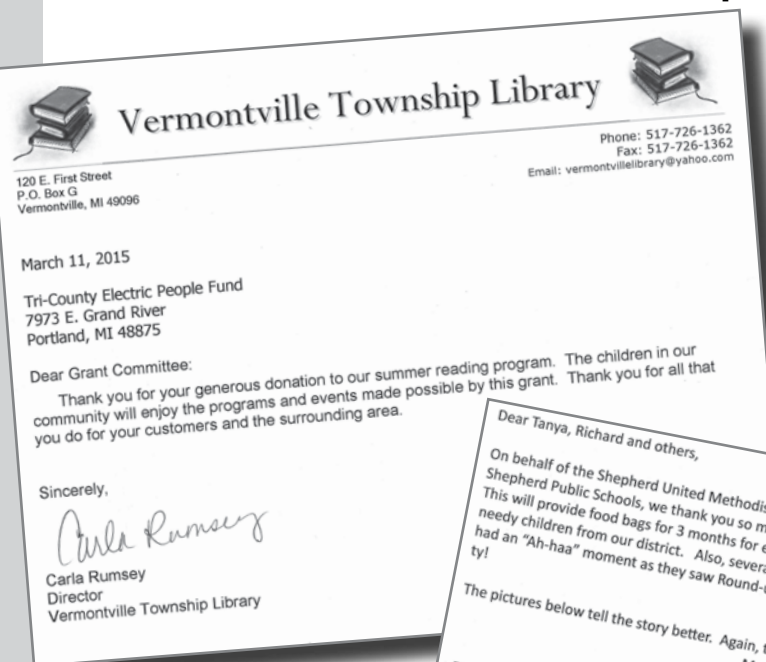 Vermontville Township Library
120 E. First Street
P.O. Box G
Vermontville, MI 49096
Phone: 517-726-1362
Fax: 517-726-1362
Email: vermontvillelibrary@yahoo.com
March 11, 2015
Tri-County Electric People Fund
7973 E. Grand River
Portland, MI 48875
Dear Grant Committee:
Thank you for your generous donation to our summer reading program. The children in our
community will enjoy the programs and events made possible by this grant. Thank you for all that
you do for your customers and the surrounding area.
Sincerely,
Carla Rumsey
Carla Rumsey
Director
Vermontville Township Library
Dear Tanya, Richard and others,
On behalf of the Shepherd United Methodis
Shepherd Public Schools, we thank you so m
This will provide food bags for 3 months for e
needy children from our district. Also, severa
had an "Ah-haa" moment as they saw Round-
ty!
The pictures below tell the story better. Again, t